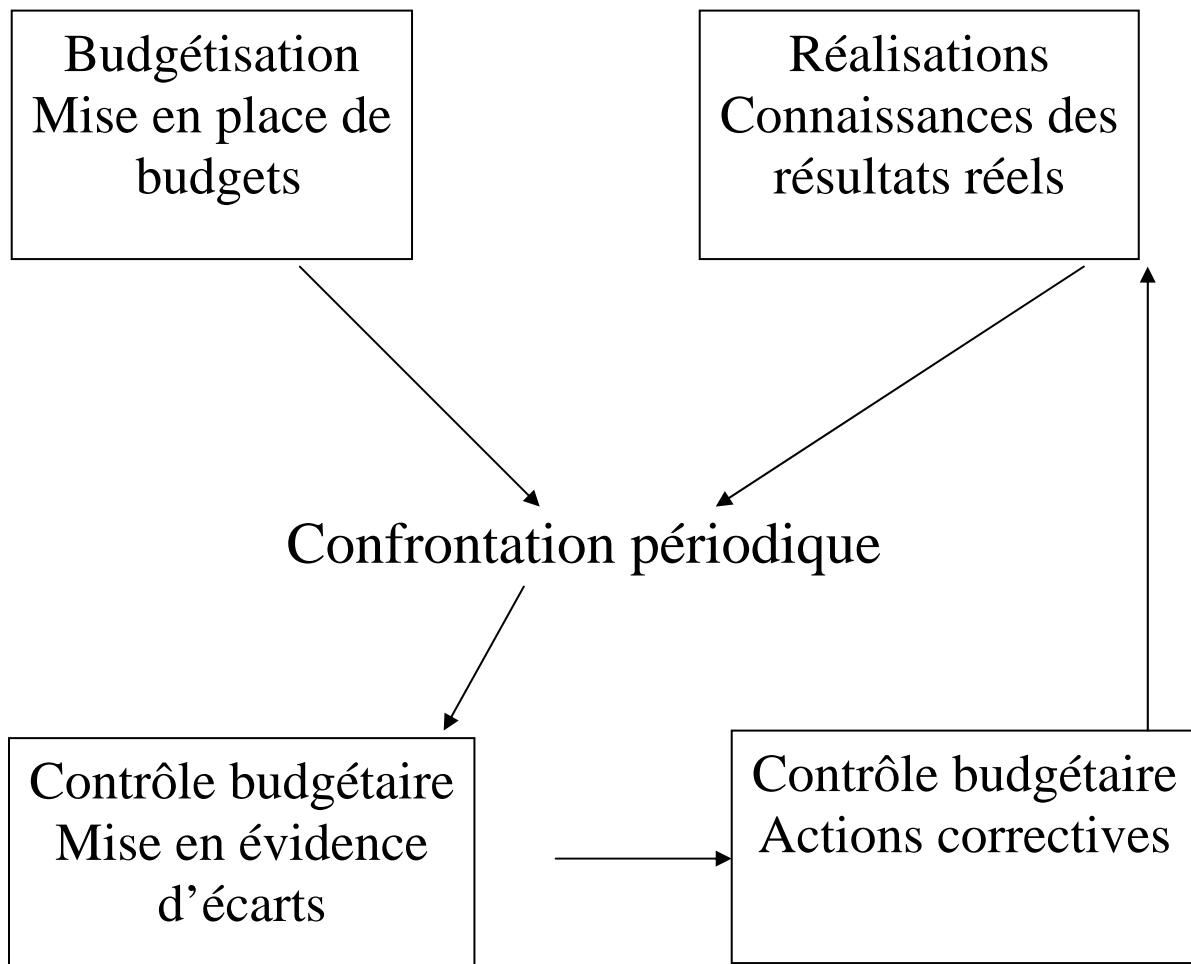 Budgétisation
Mise en place de
budgets
Réalisations
Connaissances des
résultats réels
Confrontation périodique
Contrôle budgétaire
Mise en évidence
d’écarts
Contrôle budgétaire
Actions correctives